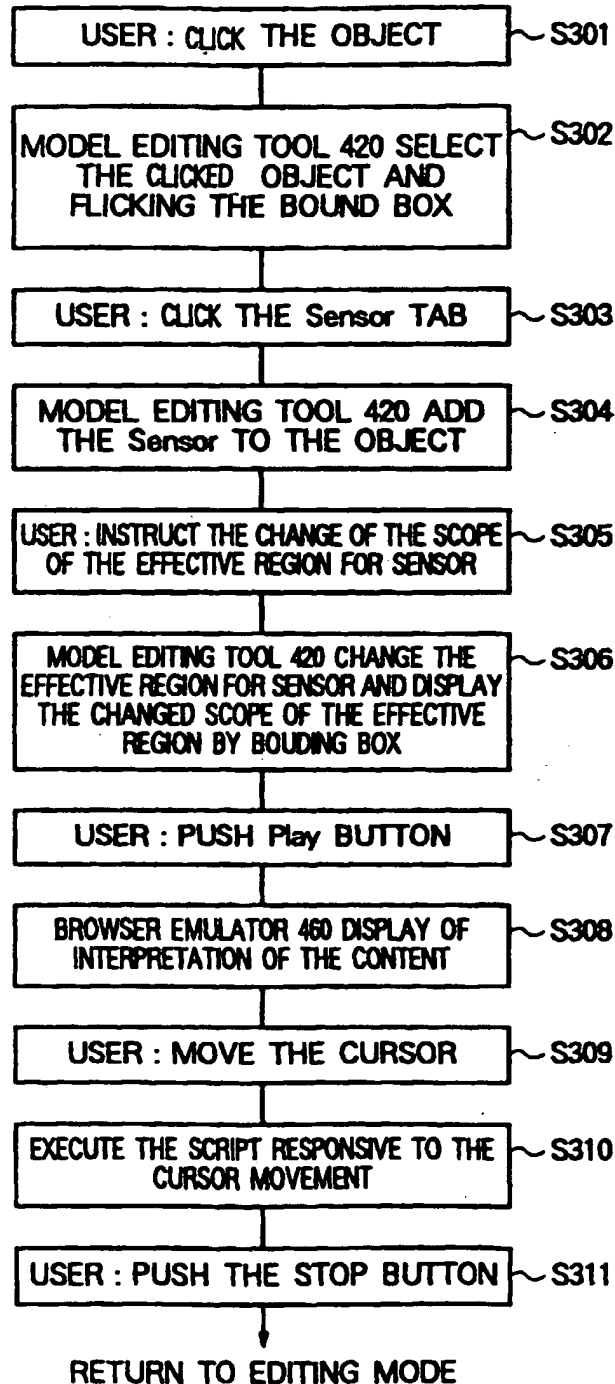 USER : CLICK THE OBJECT
S301
MODEL EDITING TOOL 420 SELECT
THE CLICKED OBJECT AND
FLICKING THE BOUND BOX
S302
USER : CLICK THE Sensor TAB
S303
MODEL EDITING TOOL 420 ADD
THE Sensor TO THE OBJECT
S304
USER : INSTRUCT THE CHANGE OF THE SCOPE
OF THE EFFECTIVE REGION FOR SENSOR
S305
MODEL EDITING TOOL 420 CHANGE THE
EFFECTIVE REGION FOR SENSOR AND DISPLAY
THE CHANGED SCOPE OF THE EFFECTIVE
REGION BY BOUDING BOX
S306
USER : PUSH Play BUTTON
S307
BROWSER EMULATOR 460 DISPLAY OF
INTERPRETATION OF THE CONTENT
S308
USER : MOVE THE CURSOR
S309
EXECUTE THE SCRIPT RESPONSIVE TO THE
CURSOR MOVEMENT
S310
USER : PUSH THE STOP BUTTON
S311
RETURN TO EDITING MODE